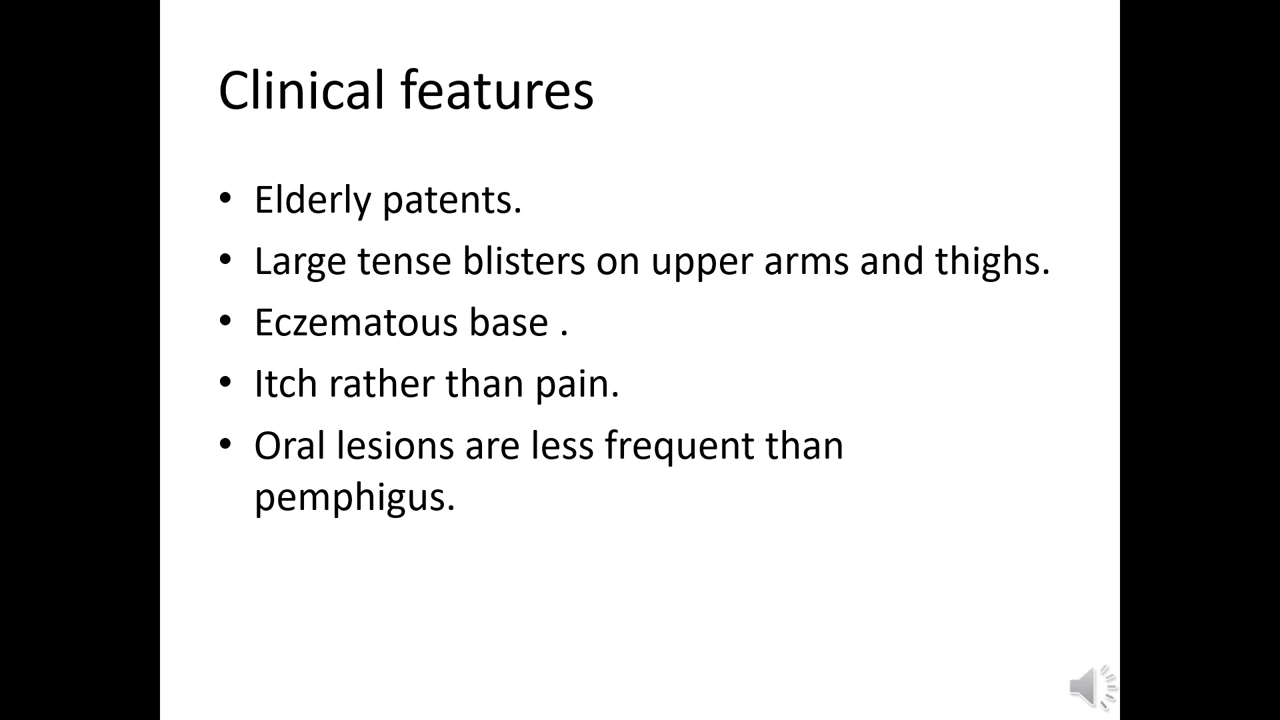 Clinical features
• Elderly patents.
• Large tense blisters on upper arms and thighs.
• Eczematous base .
• Itch rather than pain.
• Oral lesions are less frequent than
pemphigus.